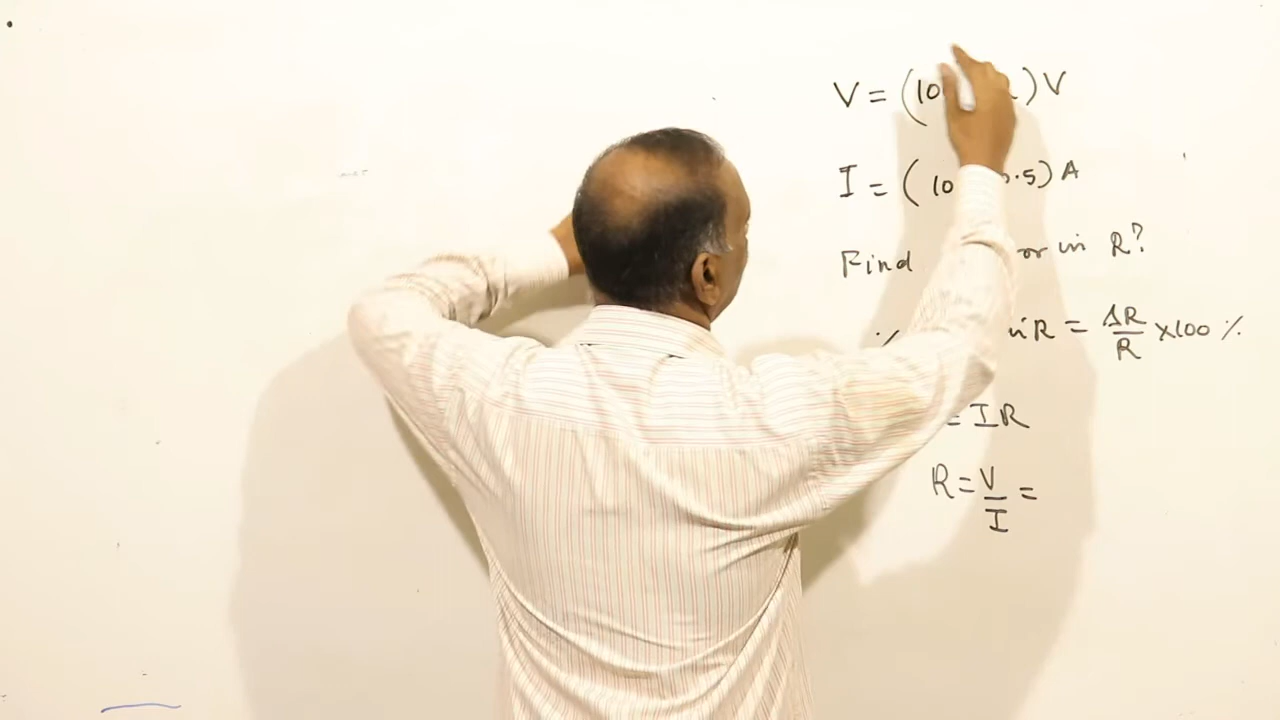 V = (10 ) V
I = (10 .5) A
Find or in R?
% in R = ΔR/R ×100 %
= IR
R = V/I =